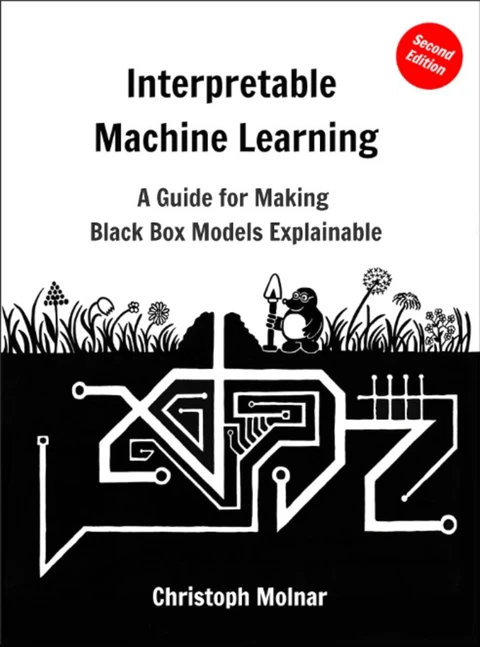 Second
Edition
Interpretable
Machine Learning
A Guide for Making
Black Box Models Explainable
Christoph Molnar